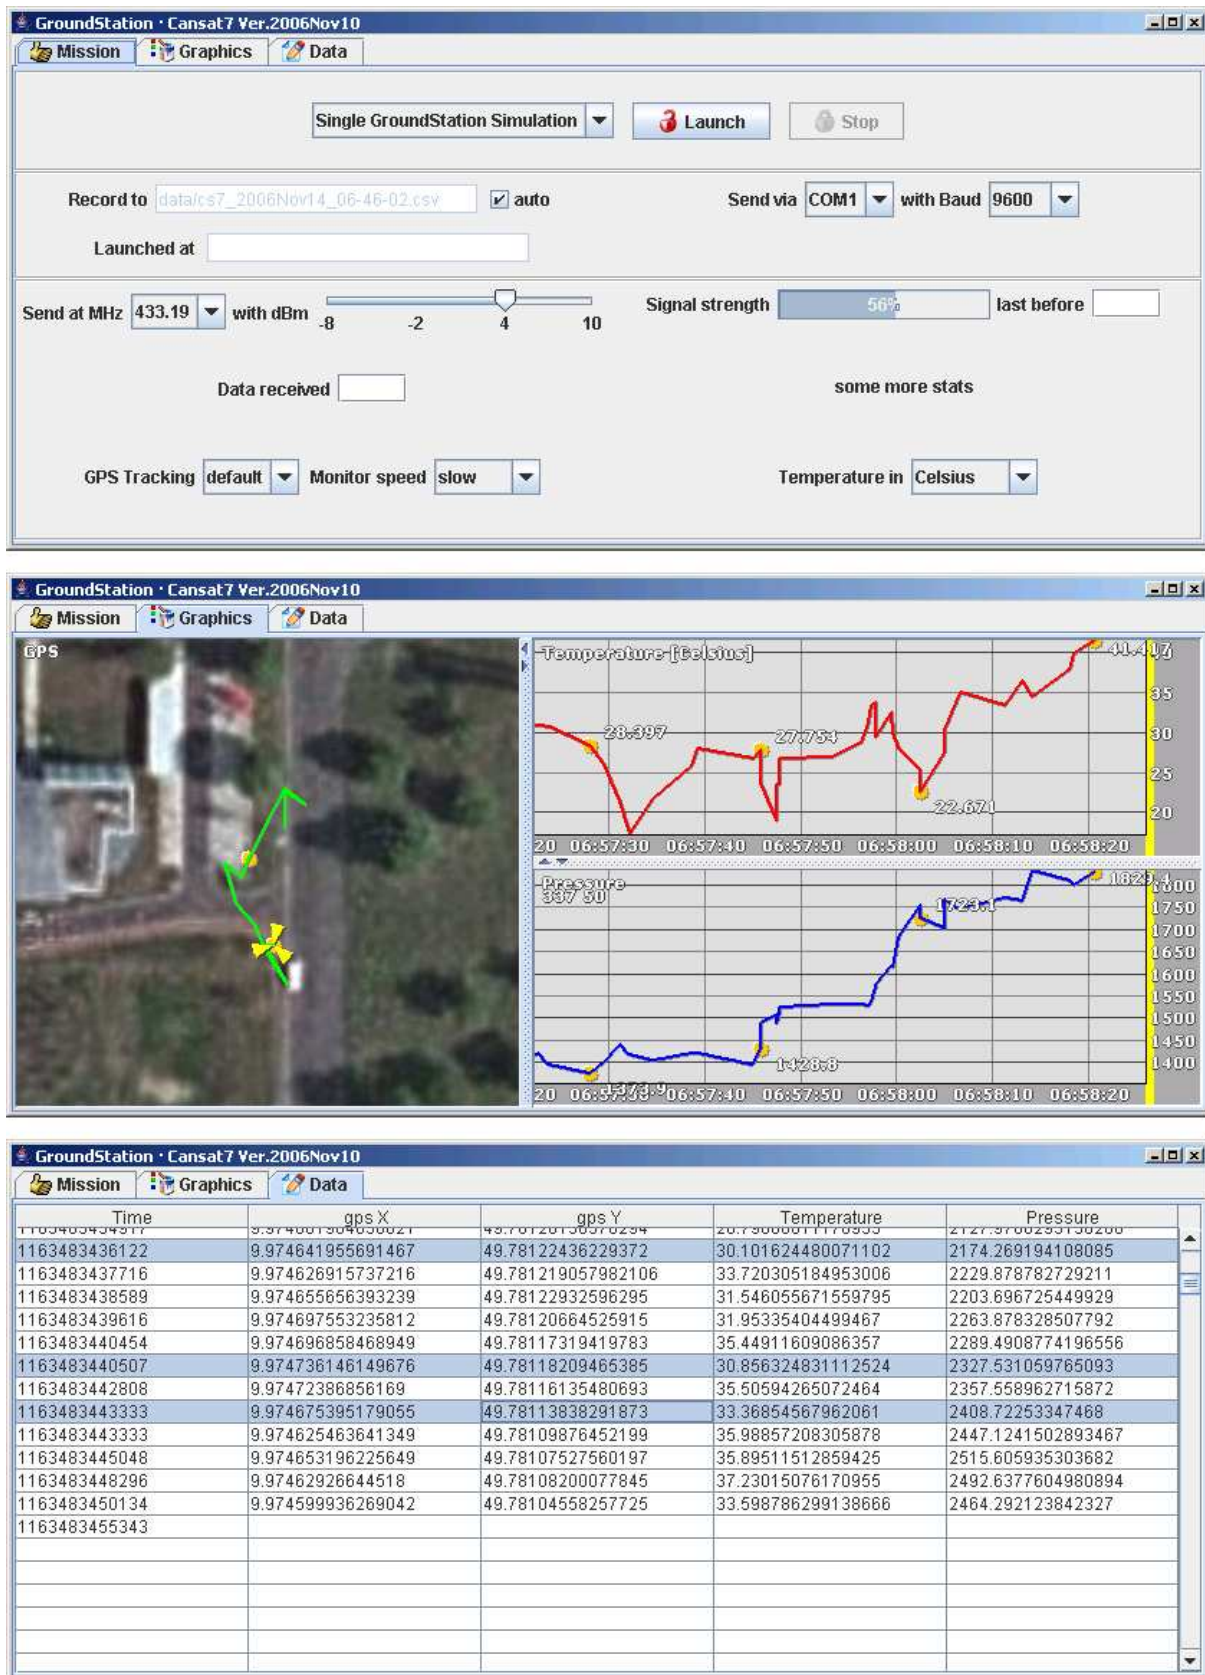 GroundStation · Cansat7 Ver.2006Nov10
Mission Graphics Data
Single GroundStation Simulation Launch Stop
Record to data/cs7_2006Nov14_06-46-02.csv auto Send via COM1 with Baud 9600
Launched at
Send at MHz 433.19 with dBm -8 -2 4 10 Signal strength 56% last before
Data received some more stats
GPS Tracking default Monitor speed slow Temperature in Celsius
GroundStation · Cansat7 Ver.2006Nov10
Mission Graphics Data
GPS
Temperature [Celsius]
41.417
35
28.397 27.754 30
25
22.671 20
20 06:57:30 06:57:40 06:57:50 06:58:00 06:58:10 06:58:20
Pressure 1829.4 1800
337 50
1723.1 1750
1700
1650
1600
1550
1500
1450
1428.8 1400
1373.9
20 06:57:40 06:57:50 06:58:00 06:58:10 06:58:20
GroundStation · Cansat7 Ver.2006Nov10
Mission Graphics Data
Time gps X gps Y Temperature Pressure
1163483436122 9.974641955691467 49.78122436229372 30.101624480071102 2174.269194108085
1163483437716 9.974626915737216 49.781219057982106 33.720305184953006 2229.878782729211
1163483438589 9.974655656393239 49.78122932596295 31.546055671559795 2203.696725449929
1163483439616 9.974697553235812 49.78120664525915 31.95335404499467 2263.878328507792
1163483440454 9.974696858468949 49.781173194197​83 35.44911609086357 2289.4908774196556
1163483440507 9.974736146149676 49.78118209465385 30.856324831112524 2327.531059765093
1163483442808 9.97472386856169 49.78116135480693 35.50594265072464 2357.558962715872
1163483443333 9.974675395179055 49.78113838291873 33.36854567962061 2408.72253347468
1163483443333 9.974625463641349 49.78109876452199 35.98857208305878 2447.1241502893467
1163483445048 9.974653196225649 49.78107527560197 35.89511512859425 2515.605935303682
1163483448296 9.97462926644518 49.78108200077845 37.23015076170955 2492.6377604980894
1163483450134 9.974599936269042 49.78104558257725 33.598786299138666 2464.292123842327
1163483455343